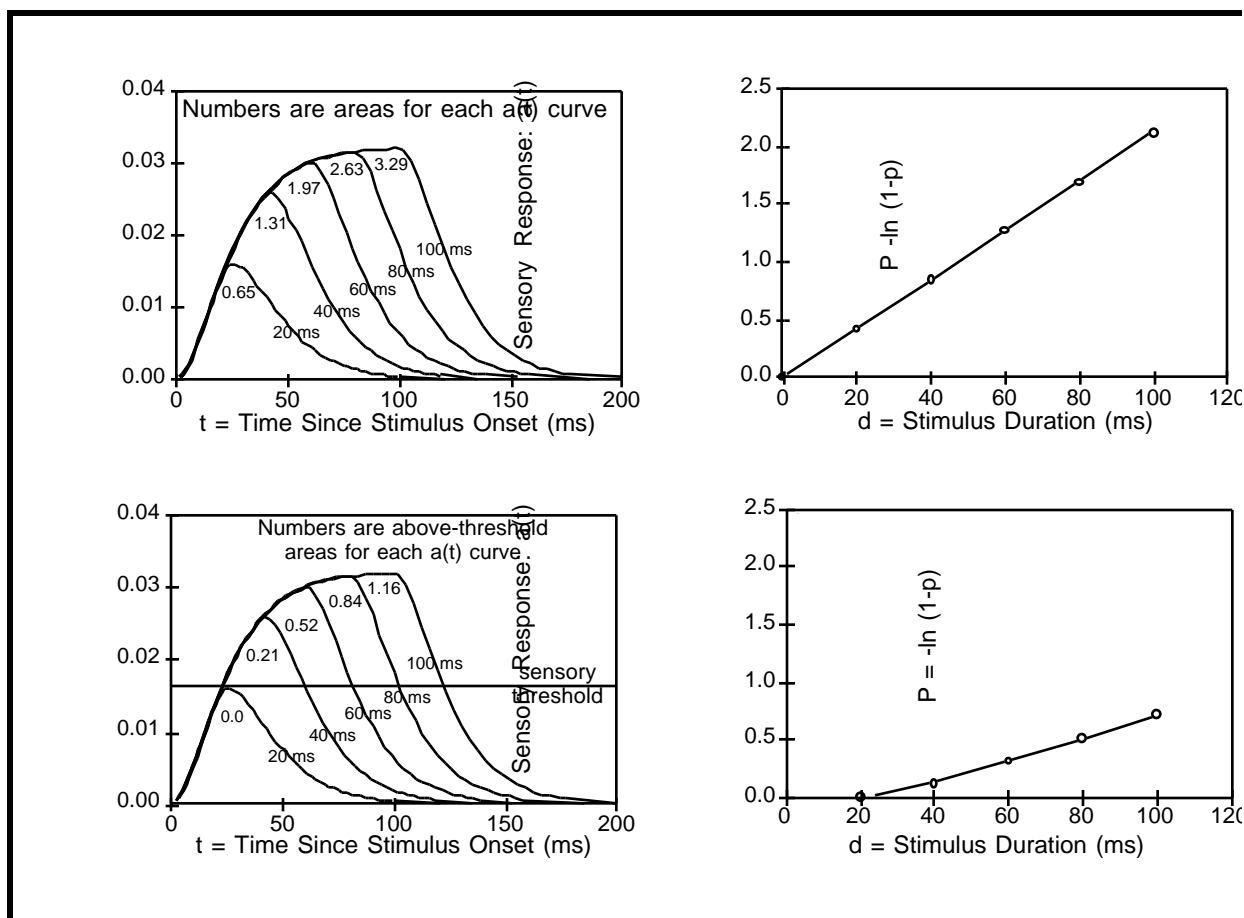 0.04
Numbers are areas for each a(t) curve
0.03
0.02
0.01
0.00
3.29
2.63
1.97
1.31
0.65
100 ms
80 ms
60 ms
40 ms
20 ms
Sensory Response: a(t)
0
50
100
150
200
t = Time Since Stimulus Onset (ms)
2.5
2.0
1.5
1.0
0.5
0.0
P -ln (1-p)
0
20
40
60
80
100
120
d = Stimulus Duration (ms)
0.04
Numbers are above-threshold
areas for each a(t) curve
0.03
0.02
0.01
0.00
1.16
0.84
0.52
0.21
0.0
100 ms
80 ms
60 ms
40 ms
20 ms
sensory
threshold
Sensory Response. a(t)
0
50
100
150
200
t = Time Since Stimulus Onset (ms)
2.5
2.0
1.5
1.0
0.5
0.0
P = -ln (1-p)
0
20
40
60
80
100
120
d = Stimulus Duration (ms)